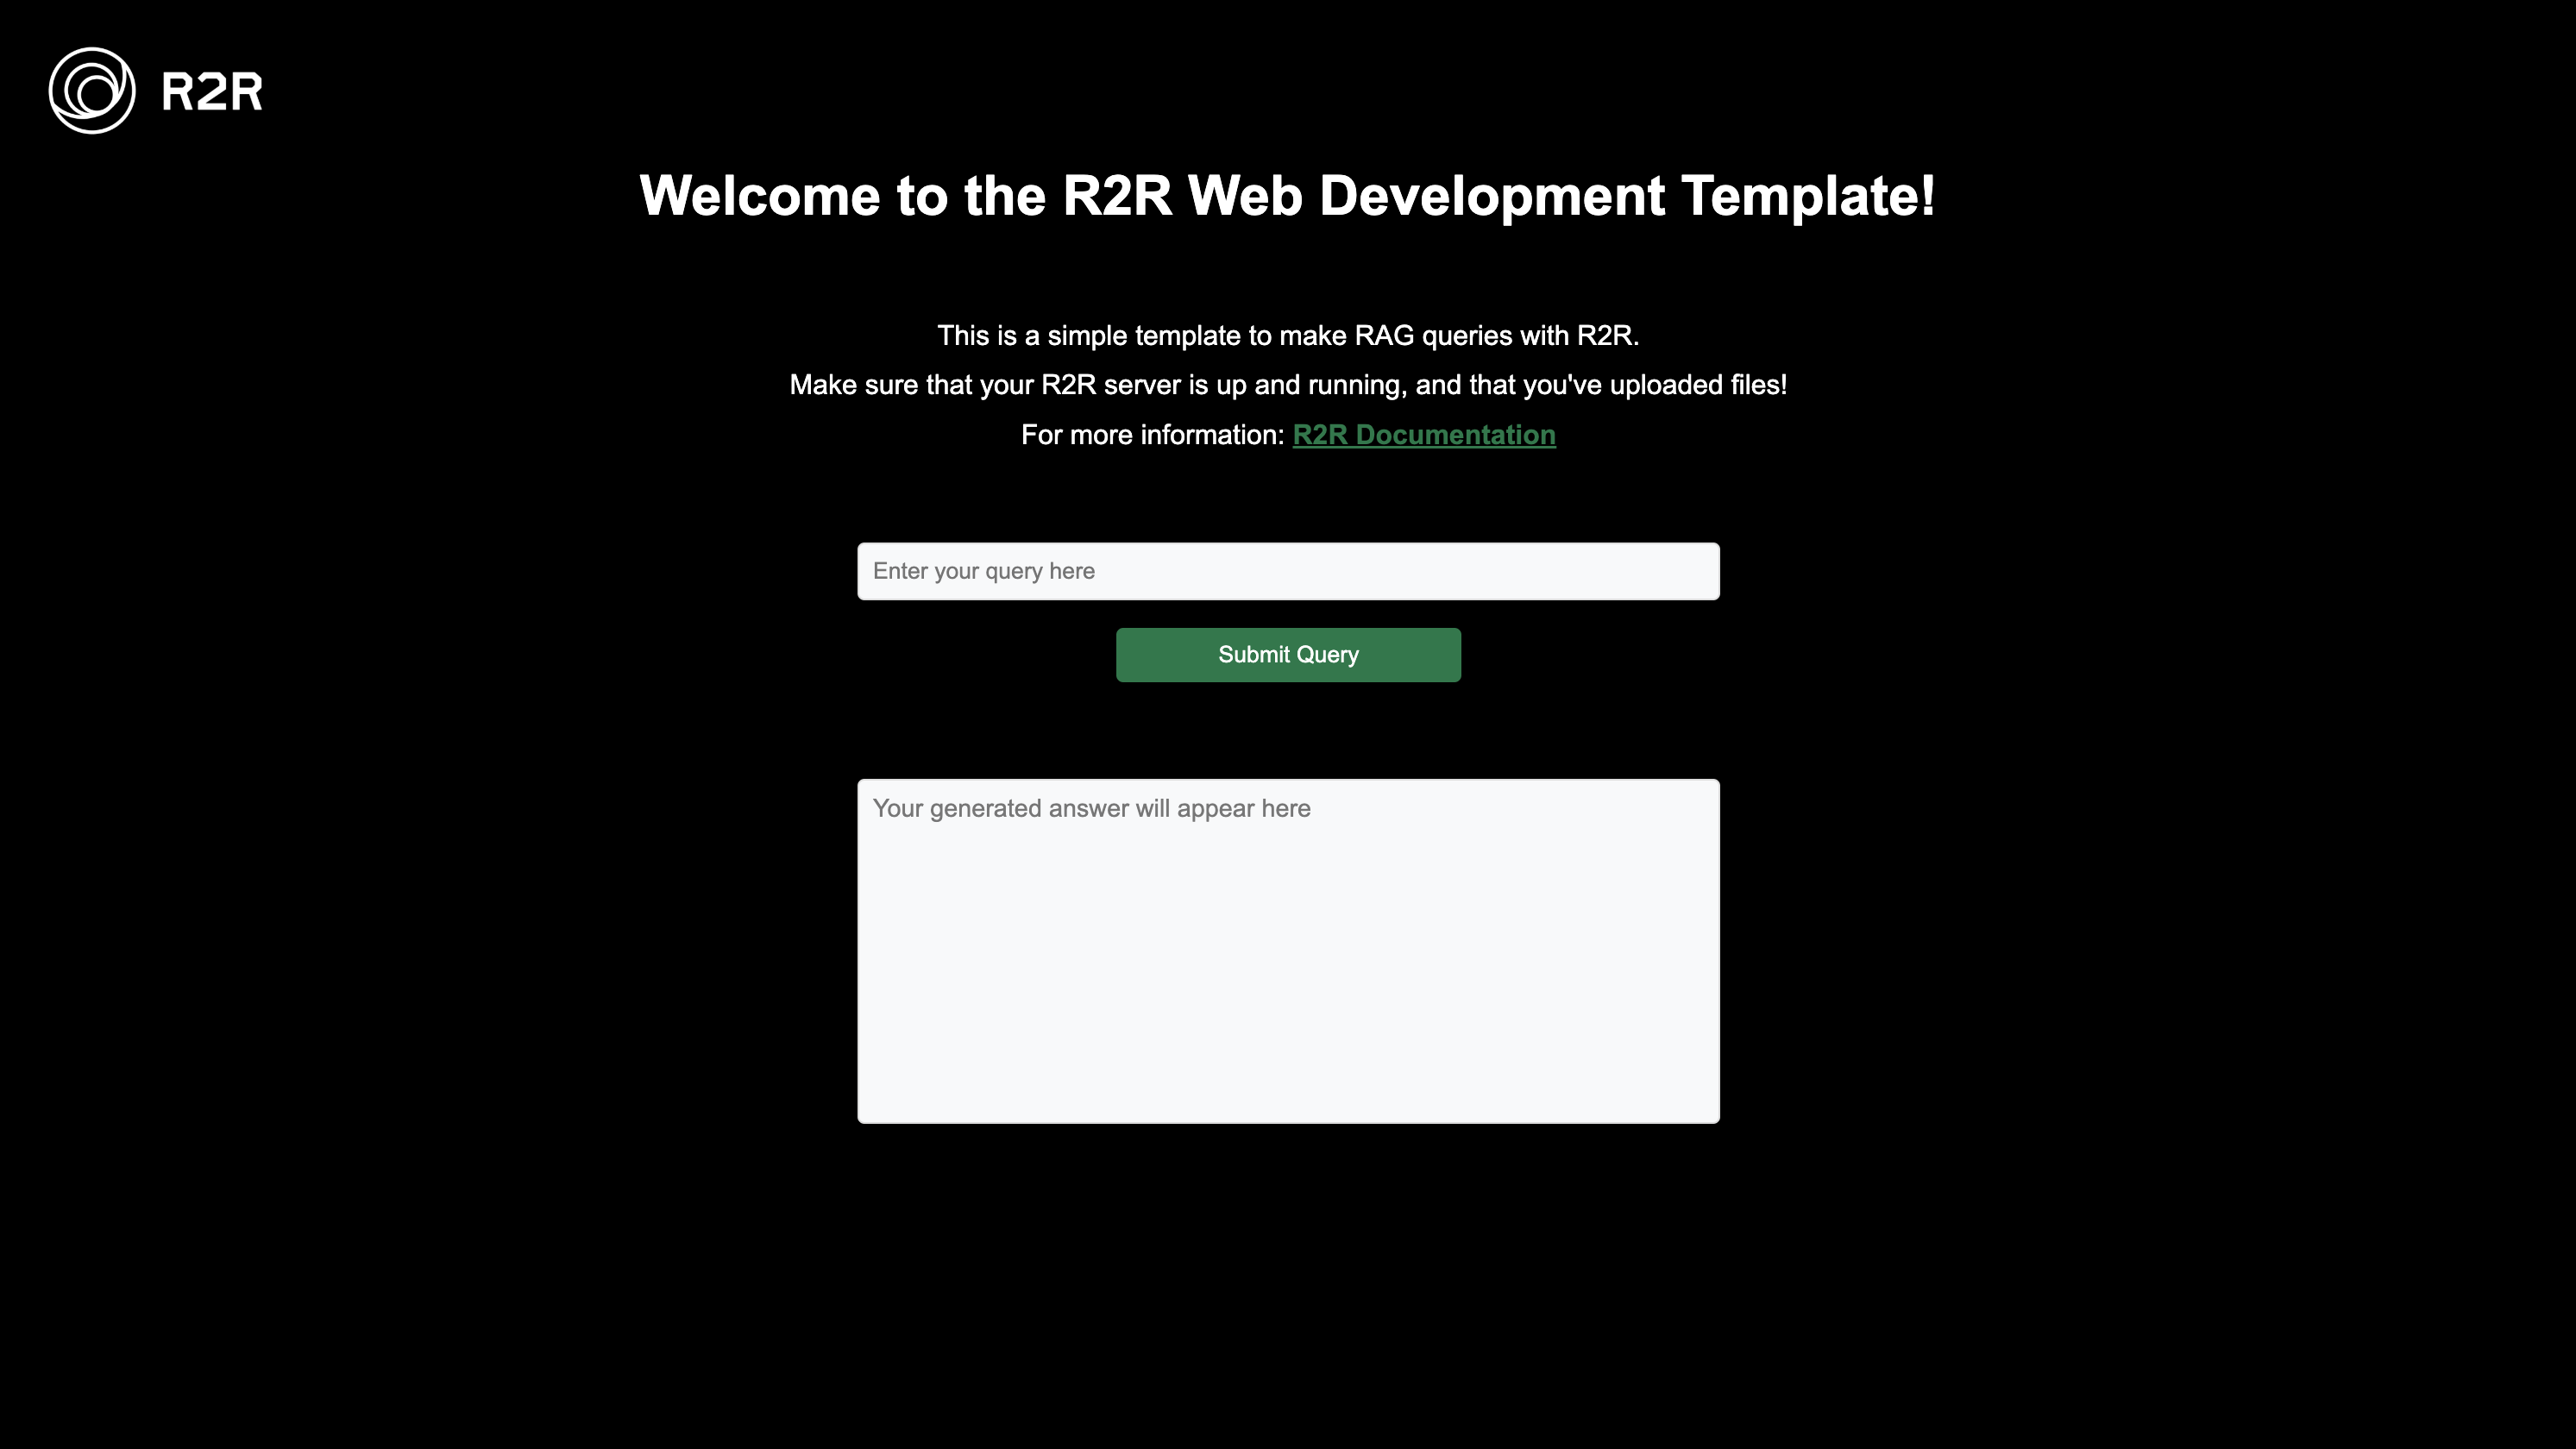 R2R
Welcome to the R2R Web Development Template!
This is a simple template to make RAG queries with R2R.
Make sure that your R2R server is up and running, and that you've uploaded files!
For more information: R2R Documentation
Enter your query here
Submit Query
Your generated answer will appear here